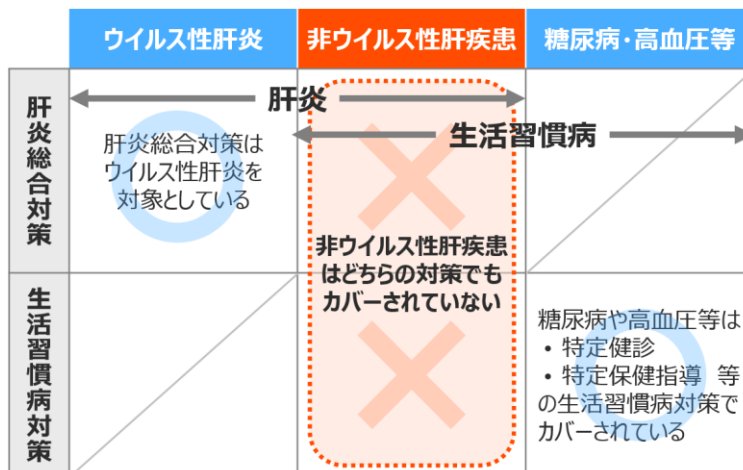 ウイルス性肝炎
非ウイルス性肝疾患
糖尿病・高血圧等
肝炎総合対策
肝炎
生活習慣病
肝炎総合対策は
ウイルス性肝炎を
対象としている
非ウイルス性肝疾患
はどちらの対策でも
カバーされていない
生活習慣病対策
糖尿病や高血圧等は
• 特定健診
• 特定保健指導 等
の生活習慣病対策で
カバーされている